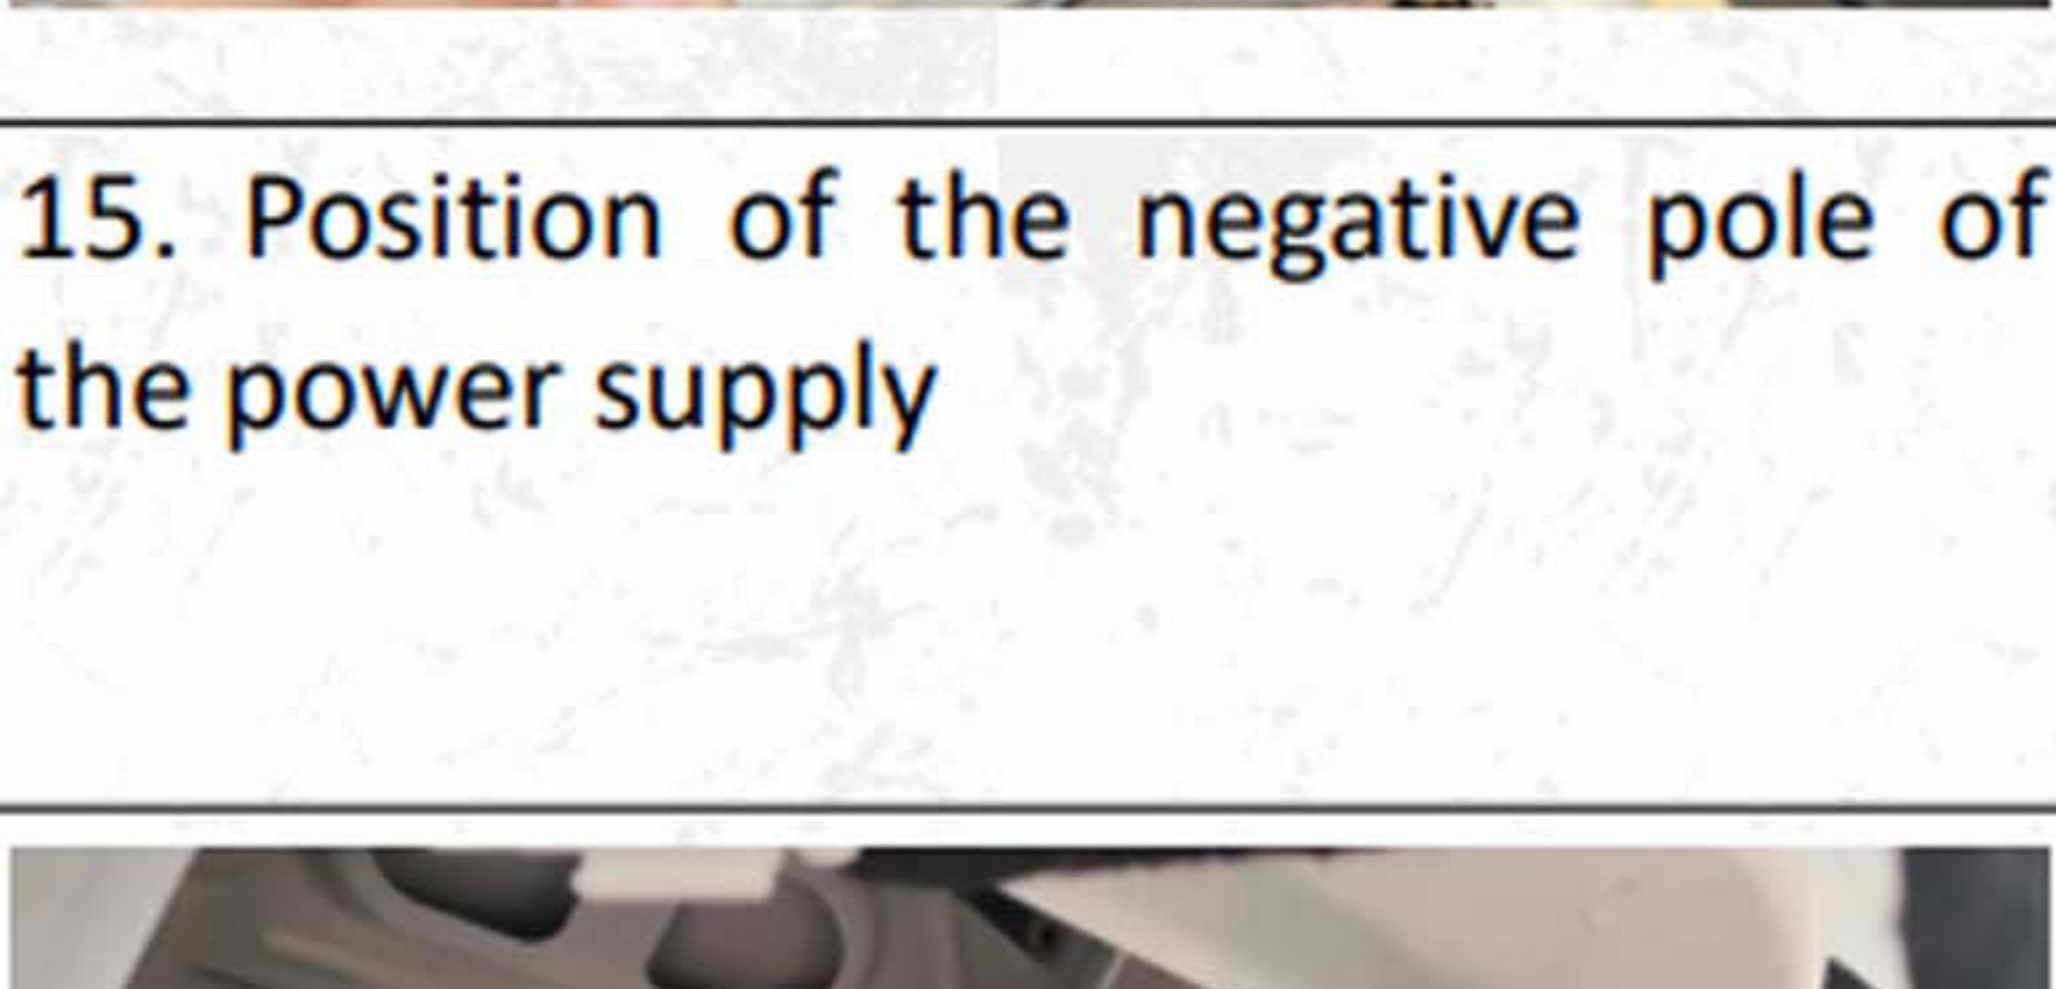 15. Position of the negative pole of
the power supply